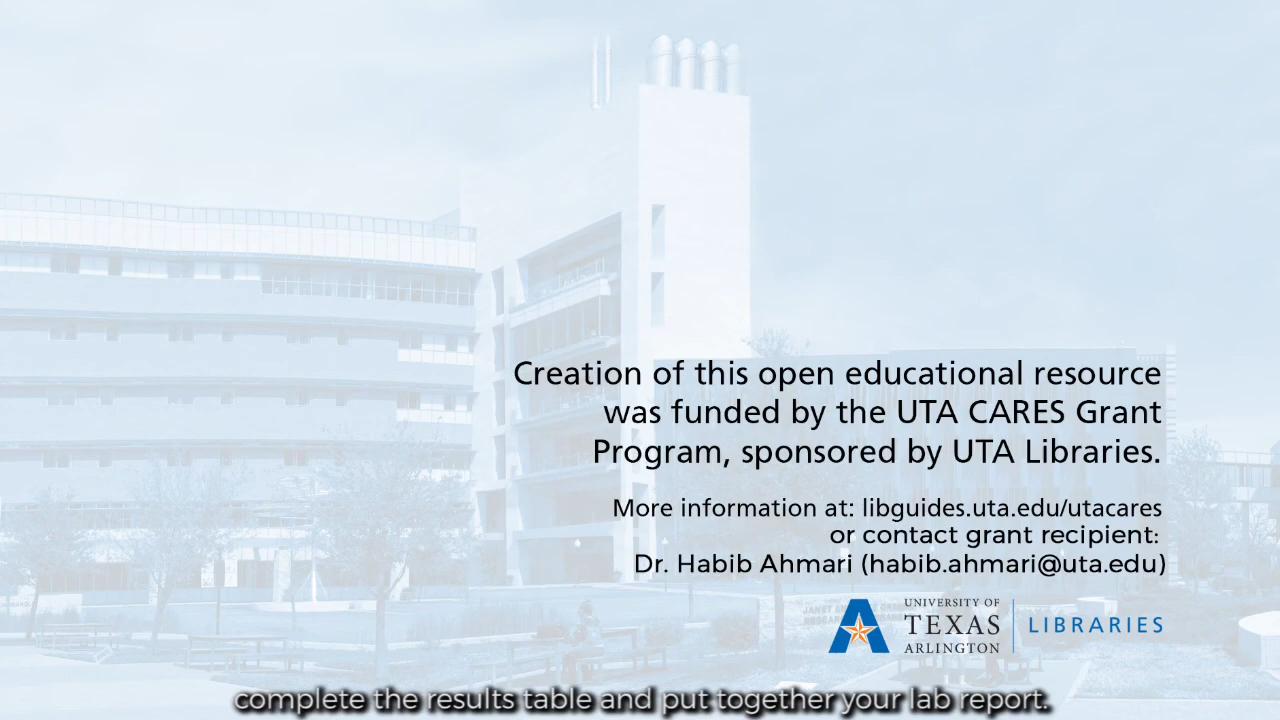 Creation of this open educational resource
was funded by the UTA CARES Grant
Program, sponsored by UTA Libraries.
More information at: libguides.uta.edu/utacares
or contact grant recipient:
Dr. Habib Ahmari (habib.ahmari@uta.edu)
UNIVERSITY OF
TEXAS
ARLINGTON
LIBRARIES
complete the results table and put together your lab report.